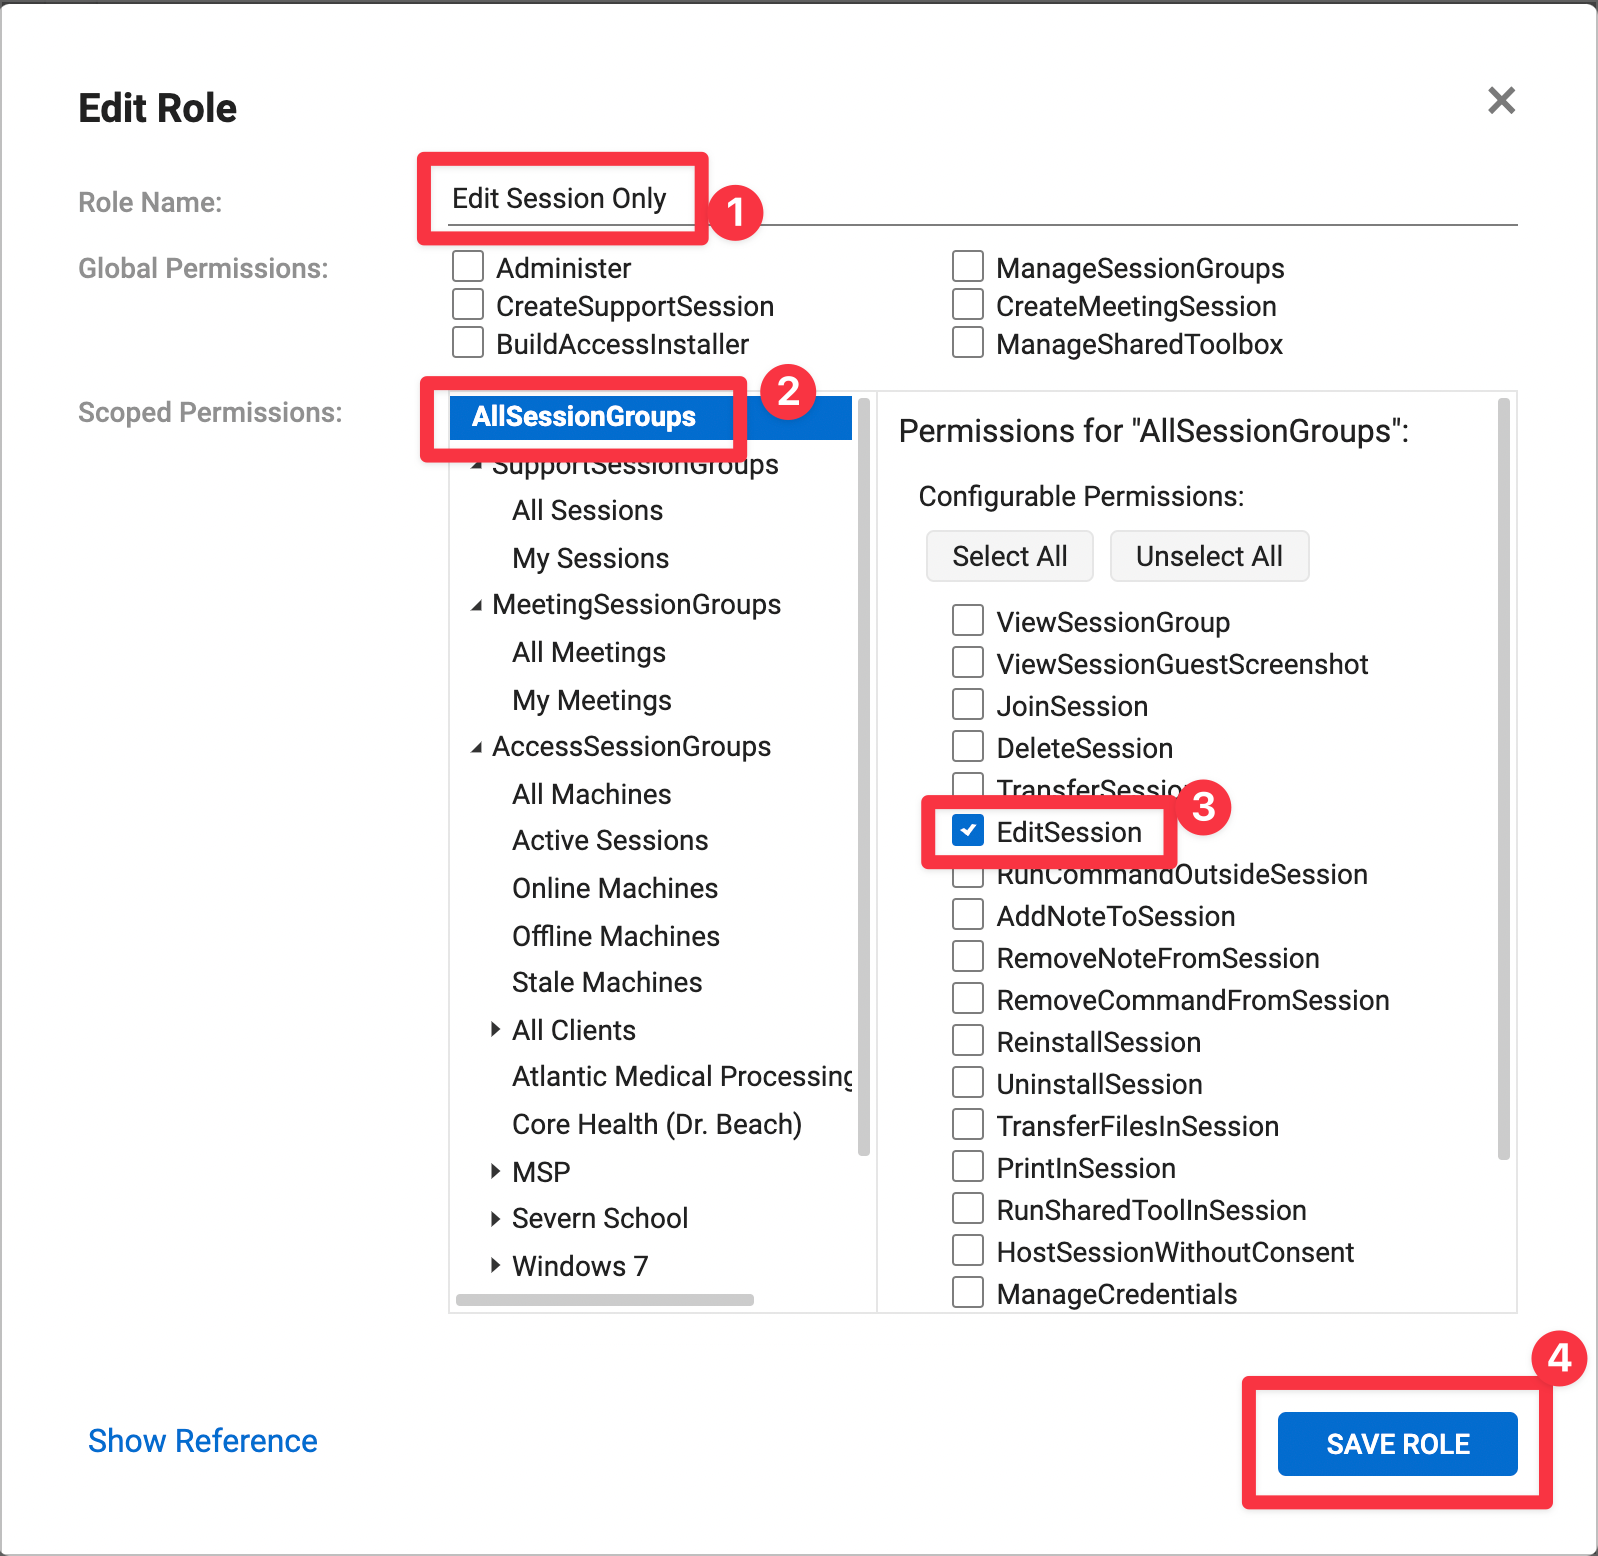 Edit Role
Role Name:
Edit Session Only
1
Global Permissions:
Administer
ManageSessionGroups
CreateSupportSession
CreateMeetingSession
BuildAccessInstaller
ManageSharedToolbox
2
Scoped Permissions:
AllSessionGroups
SupportSessionGroups
All Sessions
My Sessions
MeetingSessionGroups
All Meetings
My Meetings
AccessSessionGroups
All Machines
Active Sessions
Online Machines
Offline Machines
Stale Machines
All Clients
Atlantic Medical Processing
Core Health (Dr. Beach)
MSP
Severn School
Windows 7
Permissions for "AllSessionGroups":
Configurable Permissions:
Select All
Unselect All
ViewSessionGroup
ViewSessionGuestScreenshot
JoinSession
DeleteSession
TransferSession
3
EditSession
RunCommandOutsideSession
AddNoteToSession
RemoveNoteFromSession
RemoveCommandFromSession
ReinstallSession
UninstallSession
TransferFilesInSession
PrintInSession
RunSharedToolInSession
HostSessionWithoutConsent
ManageCredentials
4
Show Reference
SAVE ROLE